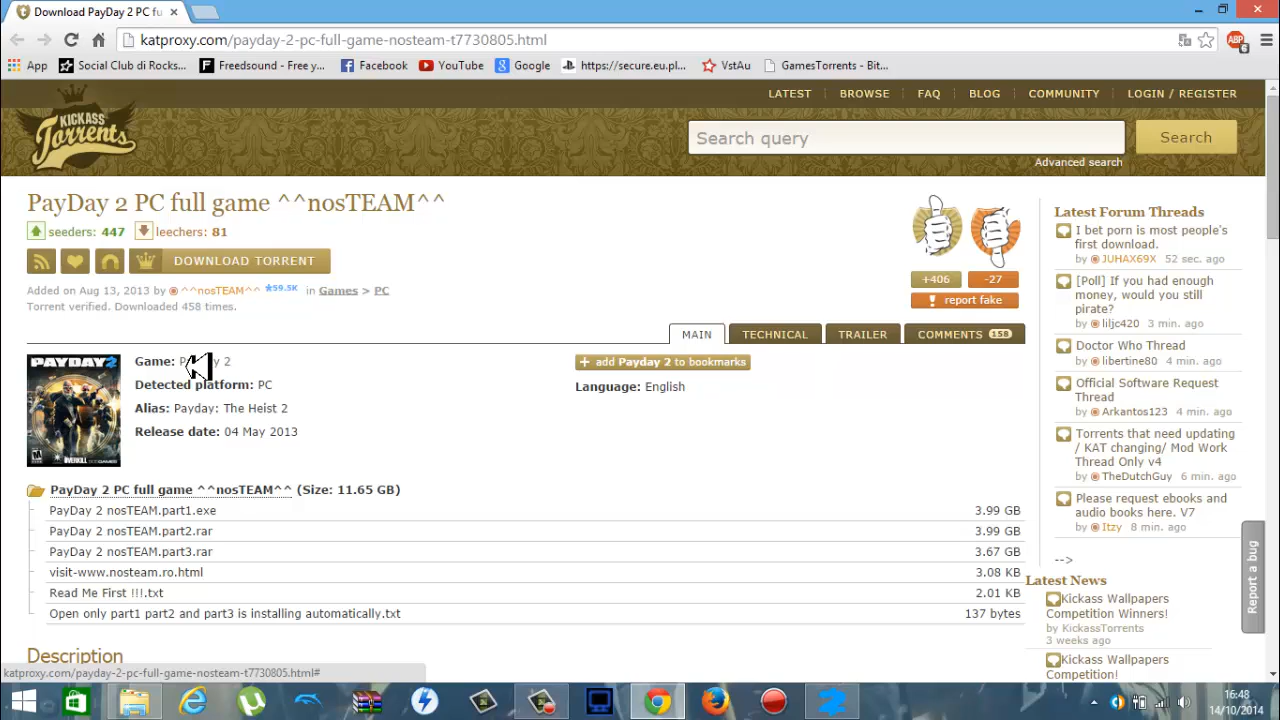 Download PayDay 2 PC fu
katproxy.com/payday-2-pc-full-game-nosteam-t7730805.html
ABP
6
App
Social Club di Rocks...
Freedsound - Free y...
Facebook
YouTube
Google
https://secure.eu.pl...
VstAu
GamesTorrents - Bit...
LATEST
BROWSE
FAQ
BLOG
COMMUNITY
LOGIN / REGISTER
KICKASS
Torrents
Search query
Search
Advanced search
PayDay 2 PC full game ^^nosTEAM^^
seeders: 447
leechers: 81
DOWNLOAD TORRENT
Added on Aug 13, 2013 by ^^nosTEAM^^ 59.5K in Games > PC
Torrent verified. Downloaded 458 times.
+406
-27
report fake
MAIN
TECHNICAL
TRAILER
COMMENTS 158
PAYDAY 2
OVERKILL
Game: Payday 2
Detected platform: PC
Alias: Payday: The Heist 2
Release date: 04 May 2013
+ add Payday 2 to bookmarks
Language: English
PayDay 2 PC full game ^^nosTEAM^^ (Size: 11.65 GB)
PayDay 2 nosTEAM.part1.exe 3.99 GB
PayDay 2 nosTEAM.part2.rar 3.99 GB
PayDay 2 nosTEAM.part3.rar 3.67 GB
visit-www.nosteam.ro.html 3.08 KB
Read Me First !!!.txt 2.01 KB
Open only part1 part2 and part3 is installing automatically.txt 137 bytes
Description
Latest Forum Threads
I bet porn is most people's
first download.
by JUHAX69X 52 sec. ago
[Poll] If you had enough
money, would you still
pirate?
by liljc420 3 min. ago
Doctor Who Thread
by libertine80 4 min. ago
Official Software Request
Thread
by Arkantos123 4 min. ago
Torrents that need updating
/ KAT changing/ Mod Work
Thread Only v4
by TheDutchGuy 6 min. ago
Please request ebooks and
audio books here. V7
by Itzy 8 min. ago
-->
Latest News
Kickass Wallpapers
Competition Winners!
by KickassTorrents
3 weeks ago
Kickass Wallpapers
Competition!
Report a bug
katproxy.com/payday-2-pc-full-game-nosteam-t7730805.html#
16:48
14/10/2014